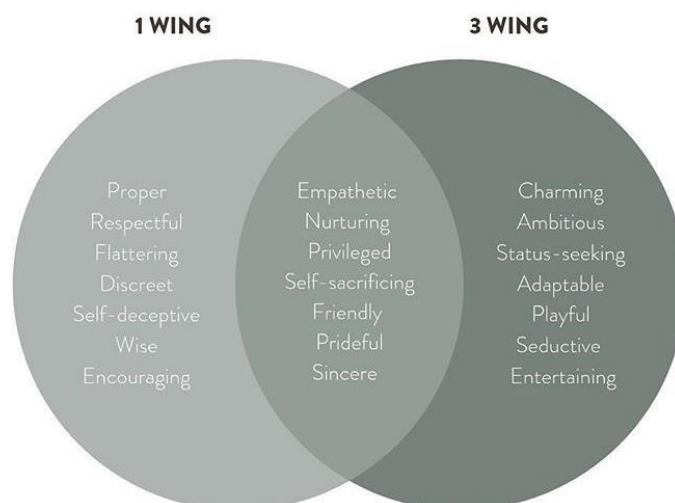 1 WING
3 WING
Proper
Respectful
Flattering
Discreet
Self-deceptive
Wise
Encouraging
Empathetic
Nurturing
Privileged
Self-sacrificing
Friendly
Prideful
Sincere
Charming
Ambitious
Status-seeking
Adaptable
Playful
Seductive
Entertaining